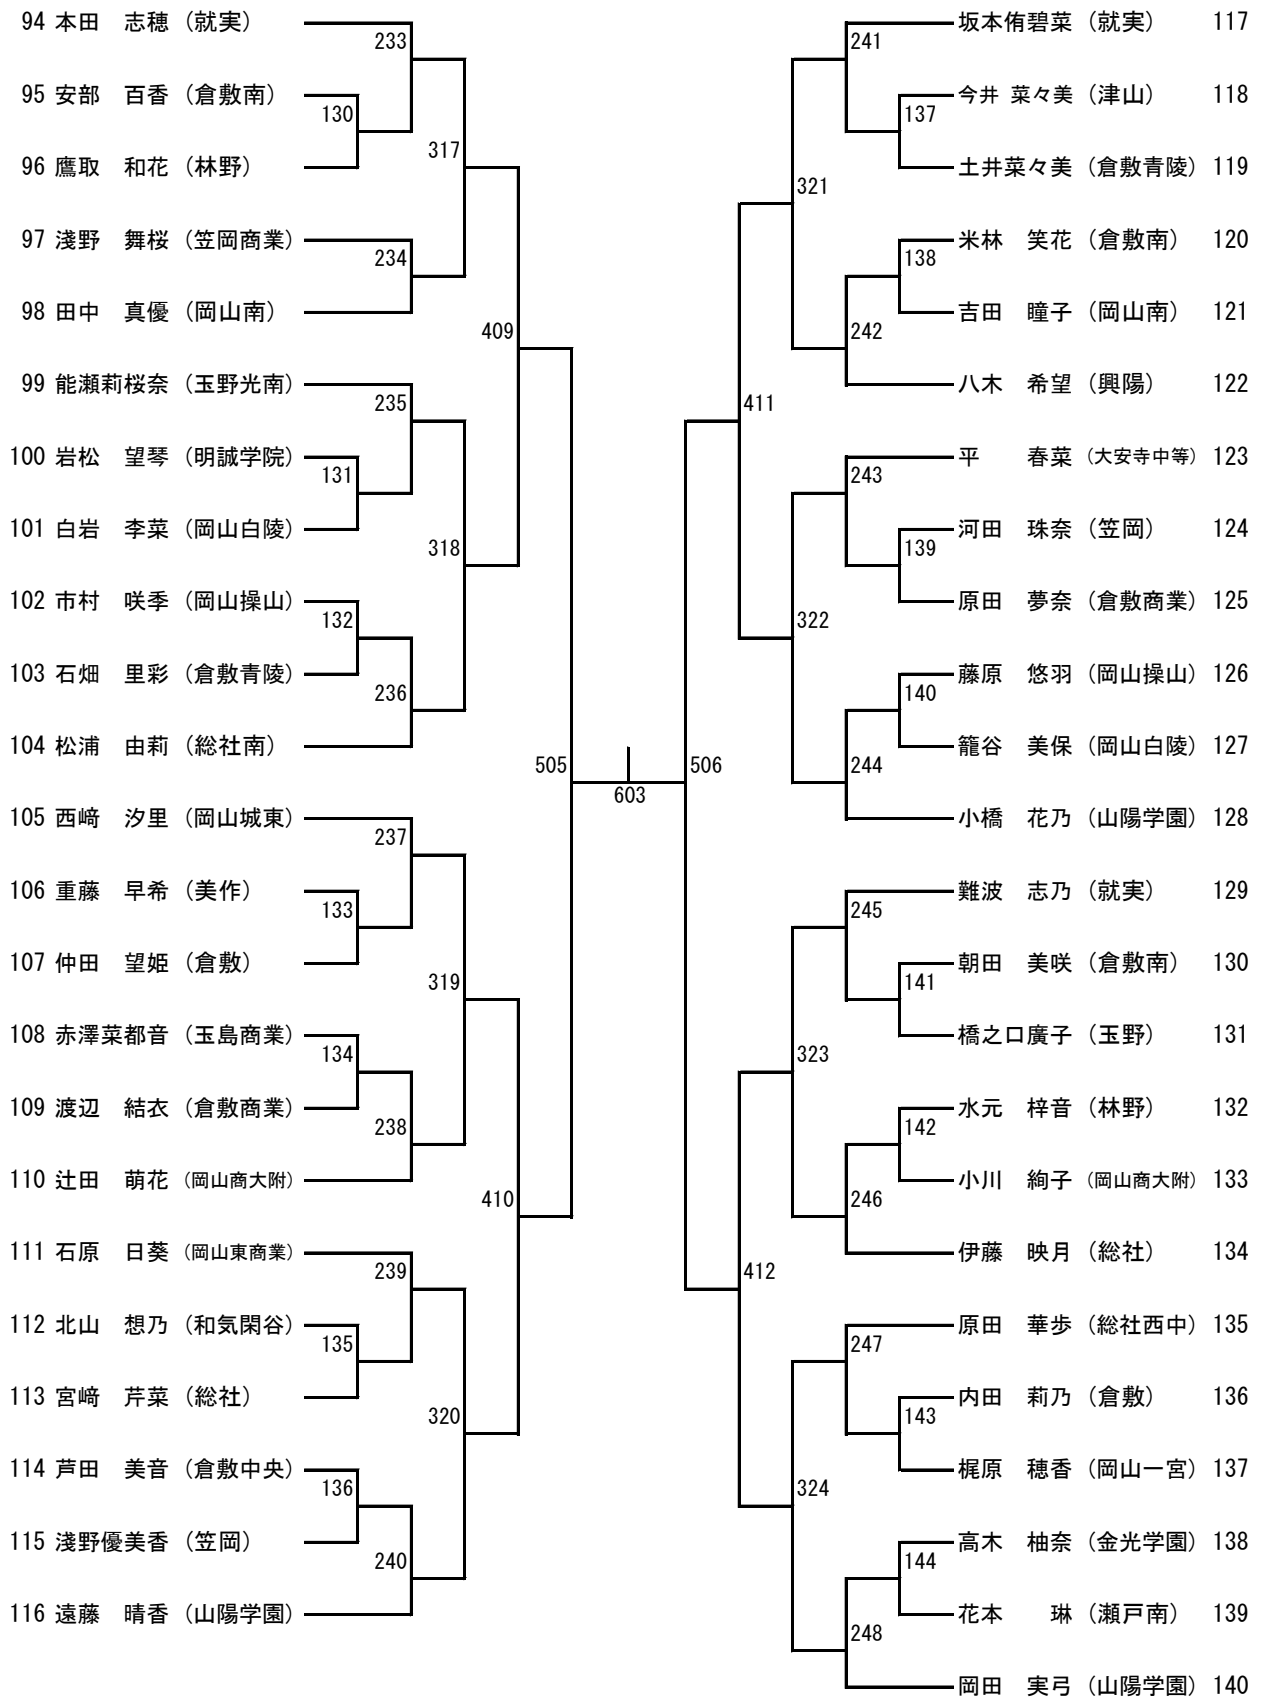 94 本田　志穂（就実）
233
95 安部　百香（倉敷南）
130
96 鷹取　和花（林野）
317
97 淺野　舞桜（笠岡商業）
234
98 田中　真優（岡山南）
409
99 能瀬莉桜奈（玉野光南）
235
100 岩松　望琴（明誠学院）
131
101 白岩　李菜（岡山白陵）
318
102 市村　咲季（岡山操山）
132
103 石畑　里彩（倉敷青陵）
236
104 松浦　由莉（総社南）
505
105 西﨑　汐里（岡山城東）
237
106 重藤　早希（美作）
133
107 仲田　望姫（倉敷）
319
108 赤澤菜都音（玉島商業）
134
109 渡辺　結衣（倉敷商業）
238
110 辻田　萌花（岡山商大附）
410
111 石原　日葵（岡山東商業）
239
112 北山　想乃（和気閑谷）
135
113 宮﨑　芹菜（総社）
320
114 芦田　美音（倉敷中央）
136
115 淺野優美香（笠岡）
240
116 遠藤　晴香（山陽学園）
603
坂本侑碧菜（就実） 117
241
今井 菜々美（津山） 118
137
土井菜々美（倉敷青陵） 119
321
米林　笑花（倉敷南） 120
138
吉田　瞳子（岡山南） 121
242
八木　希望（興陽） 122
411
平　　春菜（大安寺中等） 123
243
河田　珠奈（笠岡） 124
139
原田　夢奈（倉敷商業） 125
322
藤原　悠羽（岡山操山） 126
140
籠谷　美保（岡山白陵） 127
244
506
小橋　花乃（山陽学園） 128
難波　志乃（就実） 129
245
朝田　美咲（倉敷南） 130
141
橋之口廣子（玉野） 131
323
水元　梓音（林野） 132
142
小川　絢子（岡山商大附） 133
246
伊藤　映月（総社） 134
412
原田　華歩（総社西中） 135
247
内田　莉乃（倉敷） 136
143
梶原　穂香（岡山一宮） 137
324
高木　柚奈（金光学園） 138
144
花本　　琳（瀬戸南） 139
248
岡田　実弓（山陽学園） 140